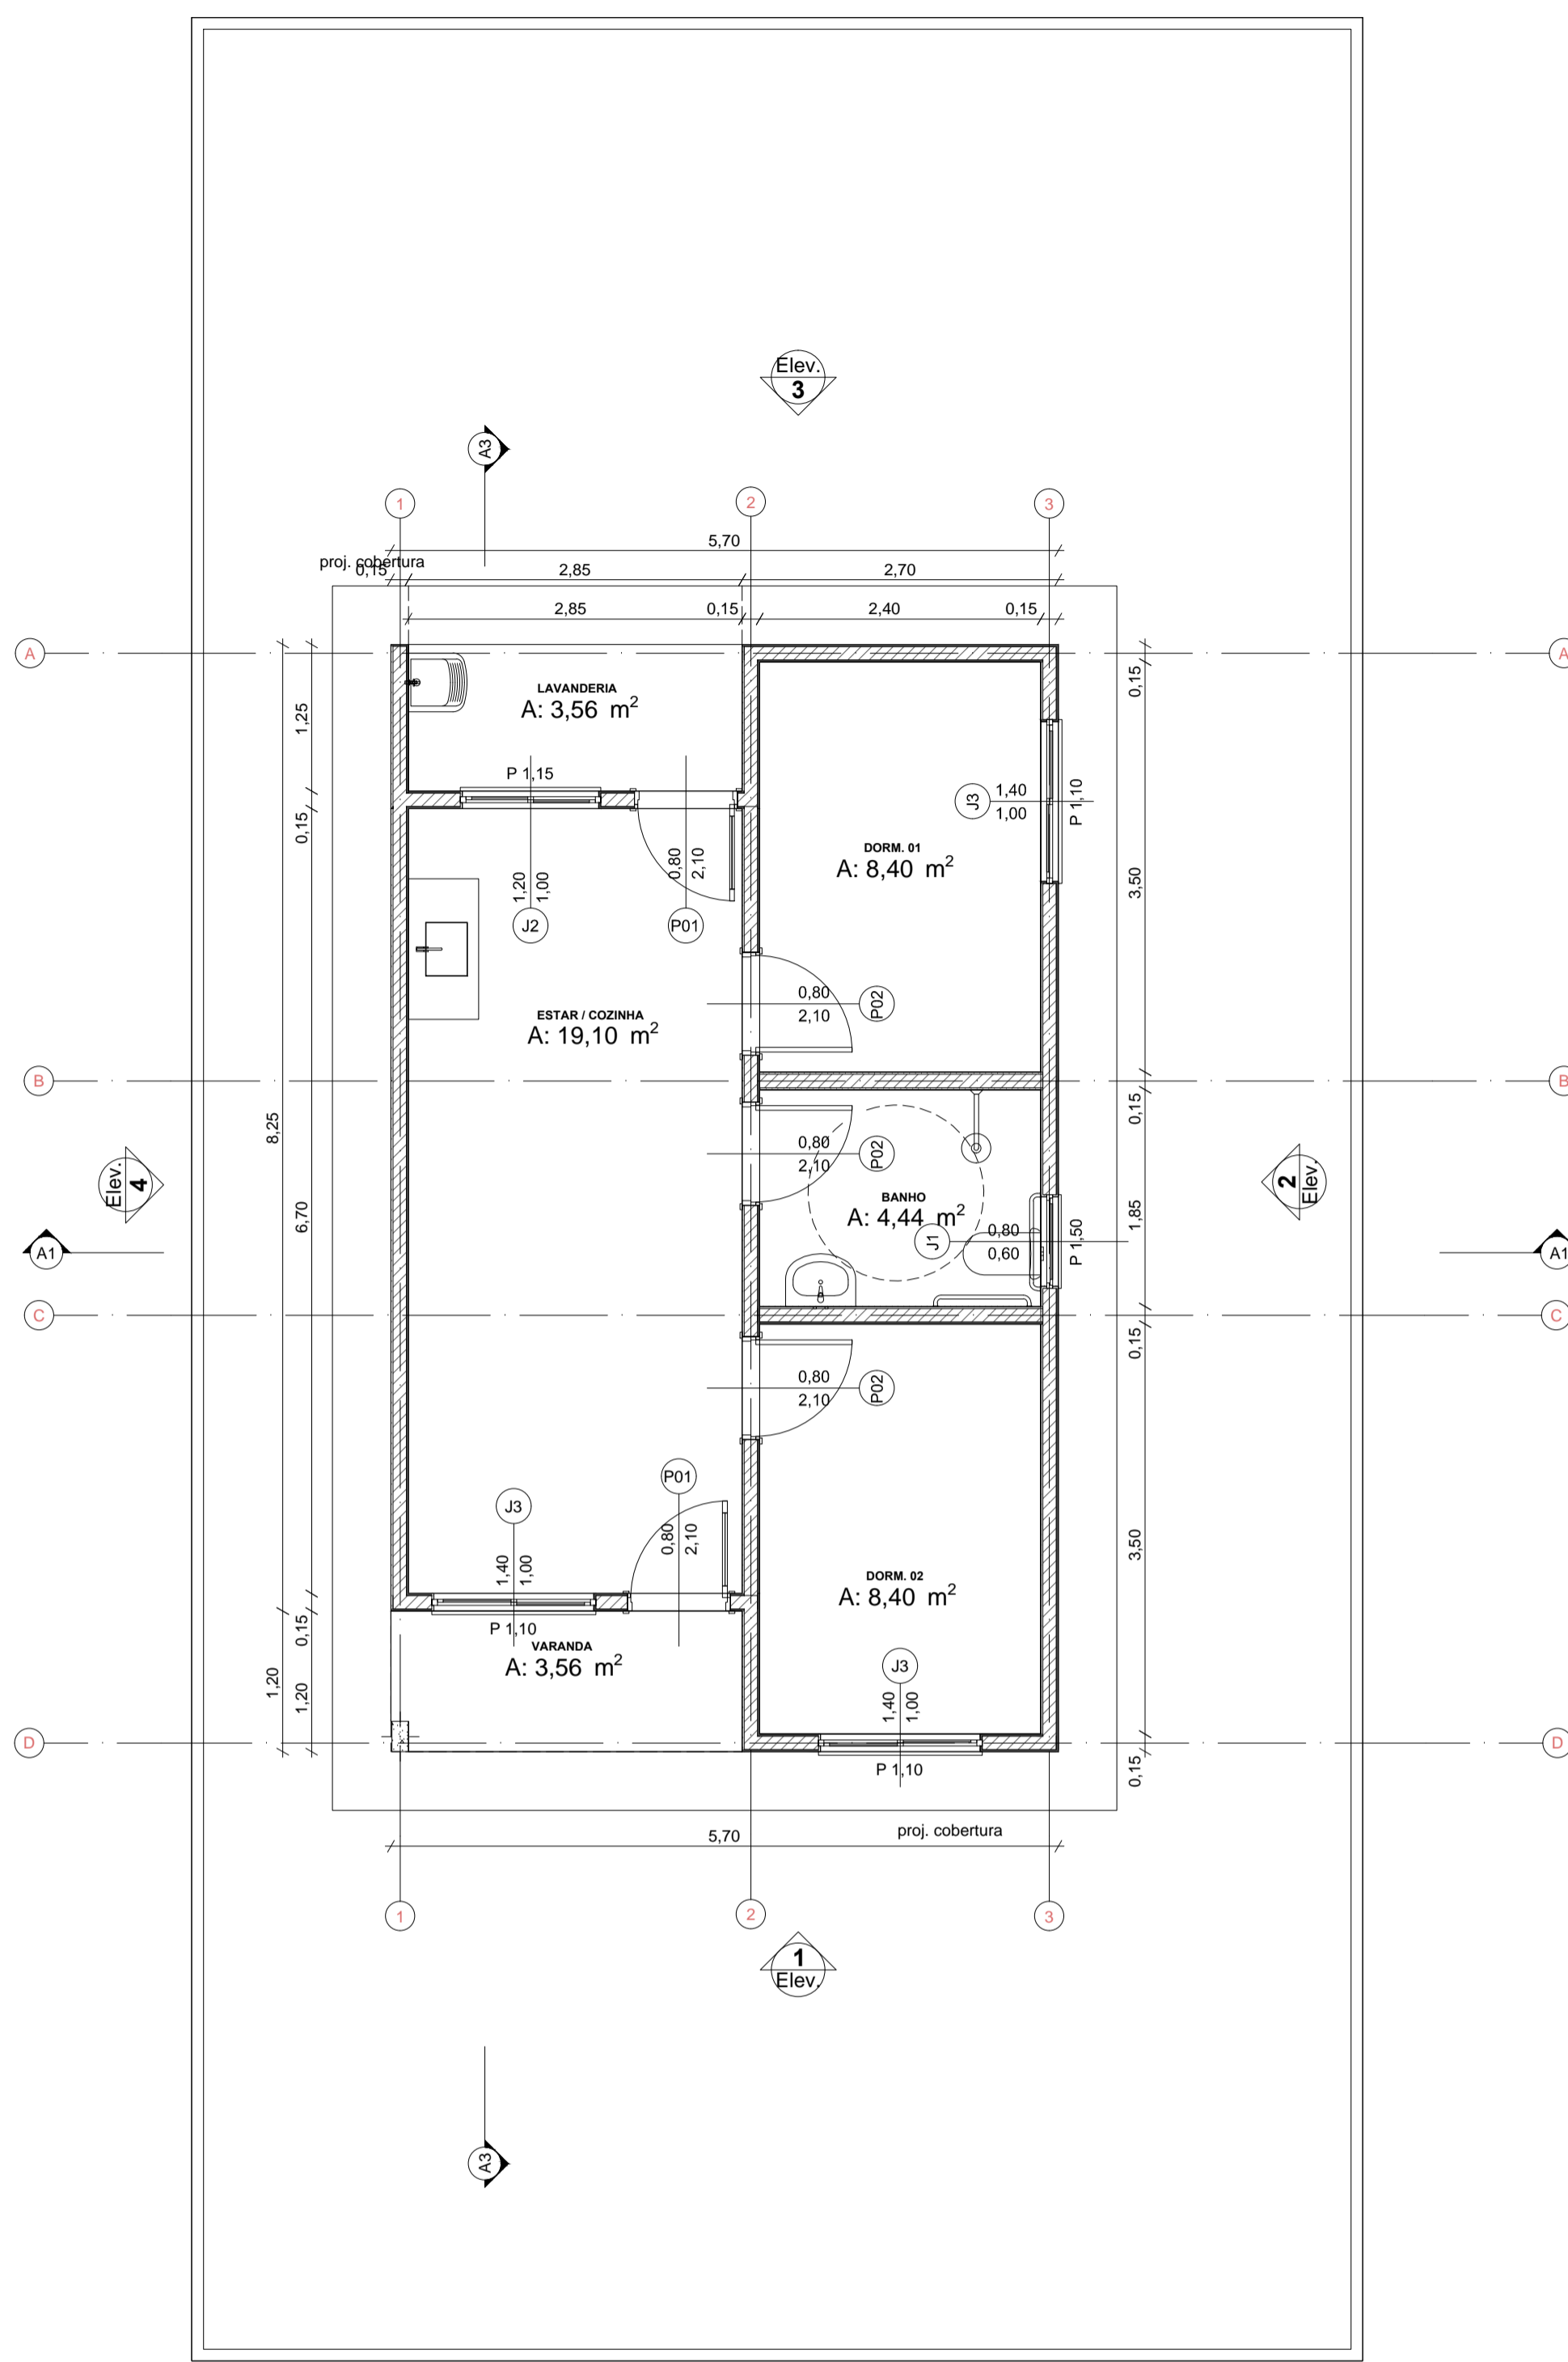 Elev.
3
A3
1
2
3
5,70
proj. cobertura
0,15
2,85
2,70
2,85
0,15
2,40
0,15
A
A
0,15
LAVANDERIA
A: 3,56 m²
1,25
P 1,15
J3
1,40
1,00
P 1,10
0,15
DORM. 01
A: 8,40 m²
0,80
2,10
1,20
1,00
3,50
J2
P01
0,80
2,10
P02
ESTAR / COZINHA
A: 19,10 m²
B
B
8,25
0,15
0,80
2,10
P02
Elev.
4
2
Elev.
BANHO
A: 4,44 m²
6,70
1,85
J1
0,80
0,60
P 1,50
A1
A1
C
C
0,15
0,80
2,10
P02
P01
J3
0,80
2,10
1,40
1,00
3,50
DORM. 02
A: 8,40 m²
P 1,10
0,15
VARANDA
A: 3,56 m²
J3
1,20
1,20
1,40
1,00
D
D
P 1,10
0,15
5,70
proj. cobertura
1
2
3
1
Elev.
A3